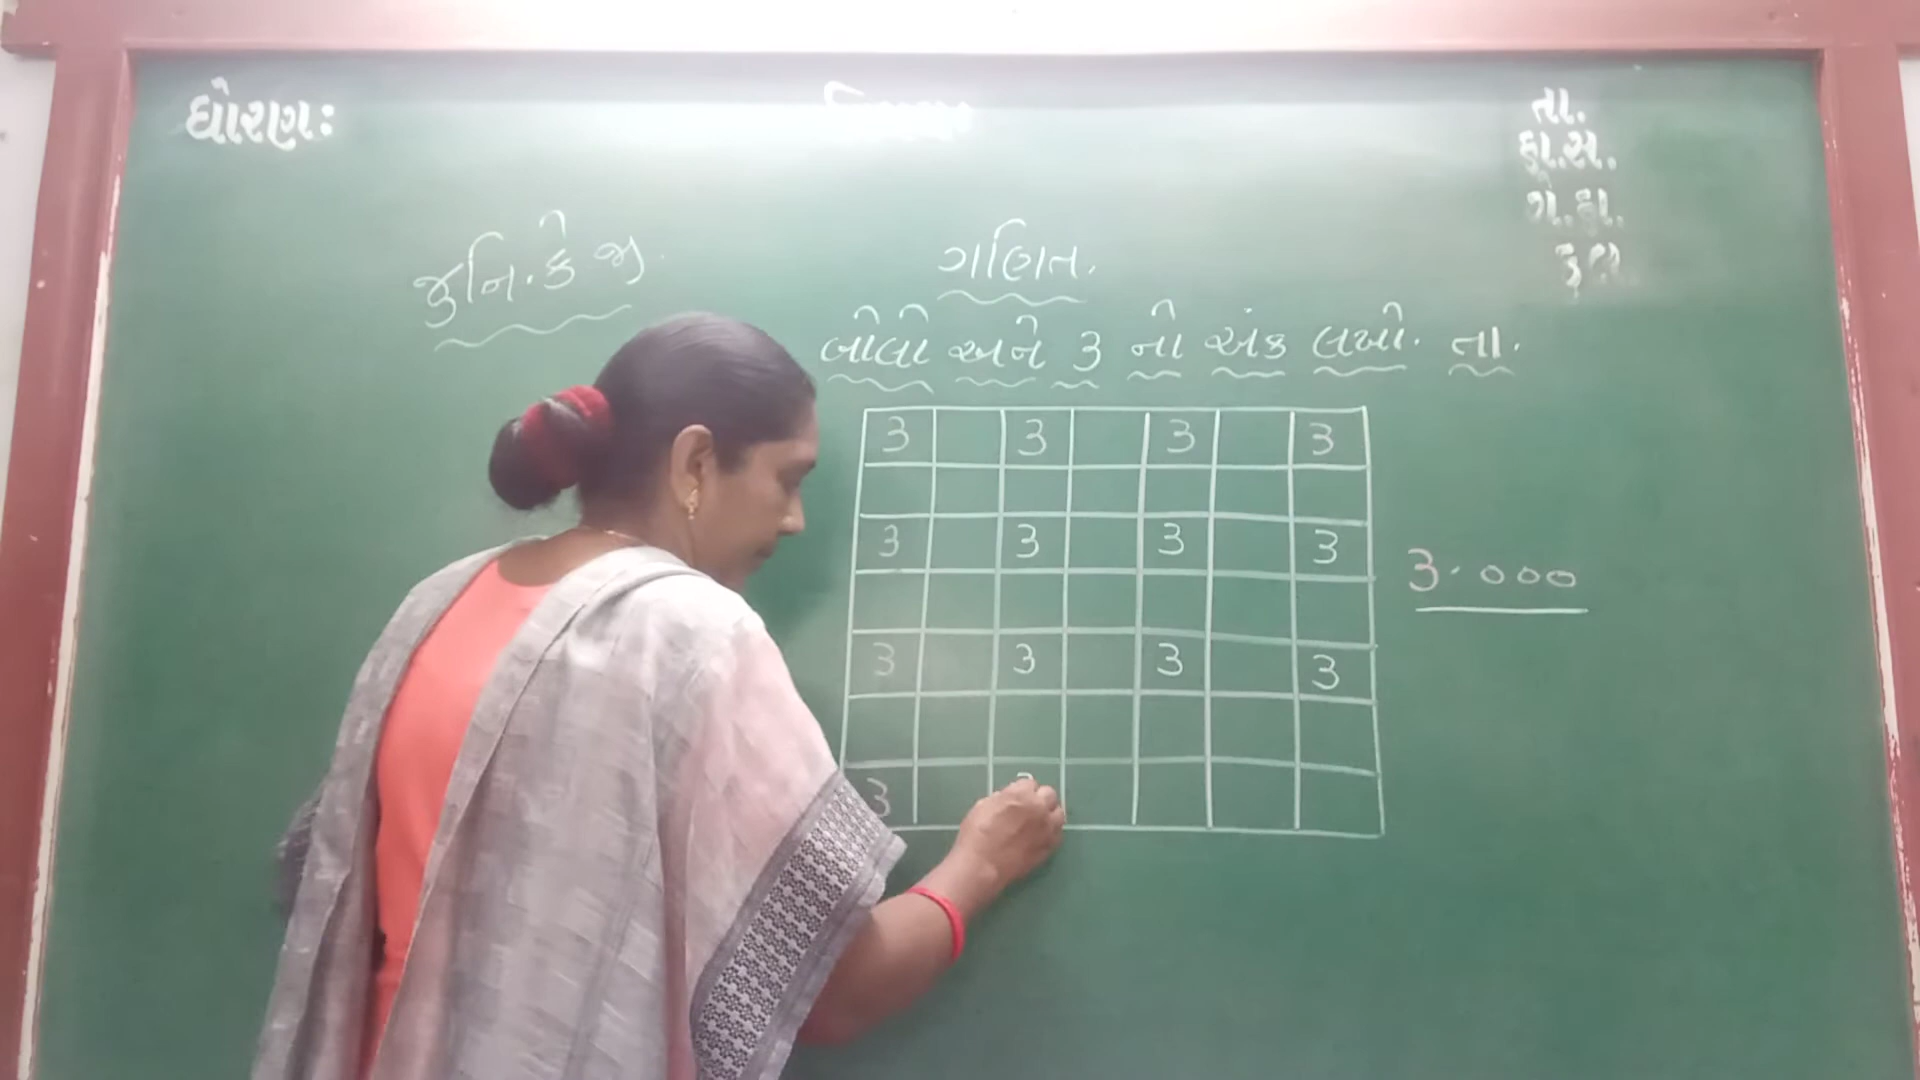 ધોરણઃ
તા.
હા.સ.
ગે.હા.
કુલ
જુનિ.કે.જી.
ગણિત.
બોલો અને ૩ નો અંક લખો. તા.
૩ ૩ ૩ ૩
૩ ૩ ૩ ૩
૩.૦૦૦
૩ ૩ ૩ ૩
૩